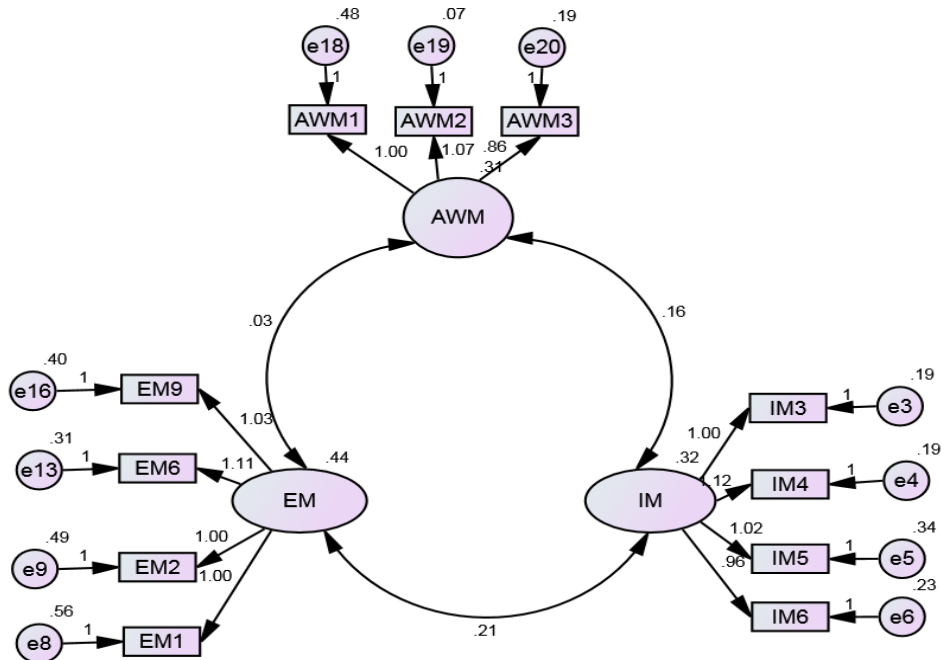 .48 .07 .19
e18 e19 e20
1 1 1
AWM1 AWM2 AWM3
1.00 1.07 .86
.31
AWM
.03 .16
.40 .19
e16 1 EM9 IM3 1 e3
1.03 1.00
.31 .44 .32 .19
e13 1 EM6 1.11 1.12 IM4 1 e4
EM IM
.49 1.00 1.02 .34
e9 1 EM2 IM5 1 e5
1.00 .96
.56 .23
e8 1 EM1 IM6 1 e6
.21